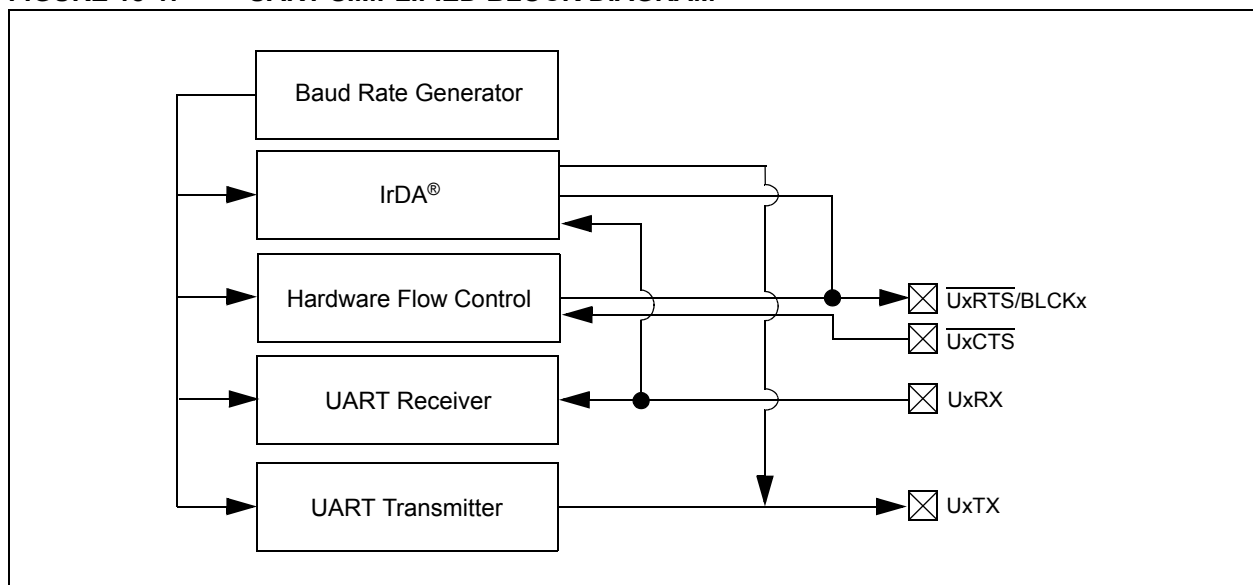 Baud Rate Generator
IrDA®
Hardware Flow Control
UxRTS/BLCKx
UxCTS
UART Receiver
UxRX
UART Transmitter
UxTX